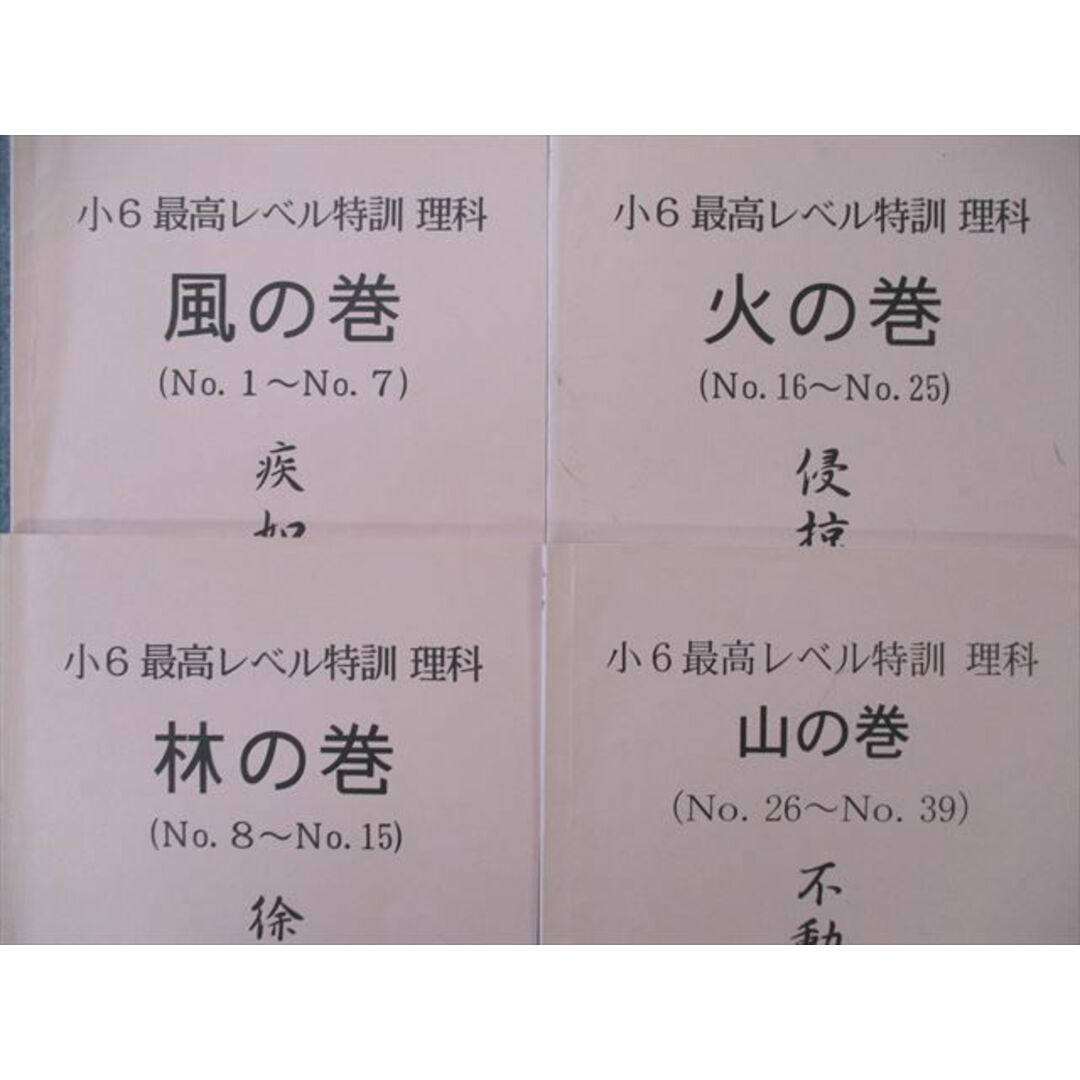 小6 最高レベル特訓 理科
風の巻
(No. 1～No. 7)
疾
如
小6 最高レベル特訓 理科
火の巻
(No. 16～No. 25)
侵
掠
小6 最高レベル特訓 理科
林の巻
(No. 8～No. 15)
徐
小6 最高レベル特訓 理科
山の巻
(No. 26～No. 39)
不
動